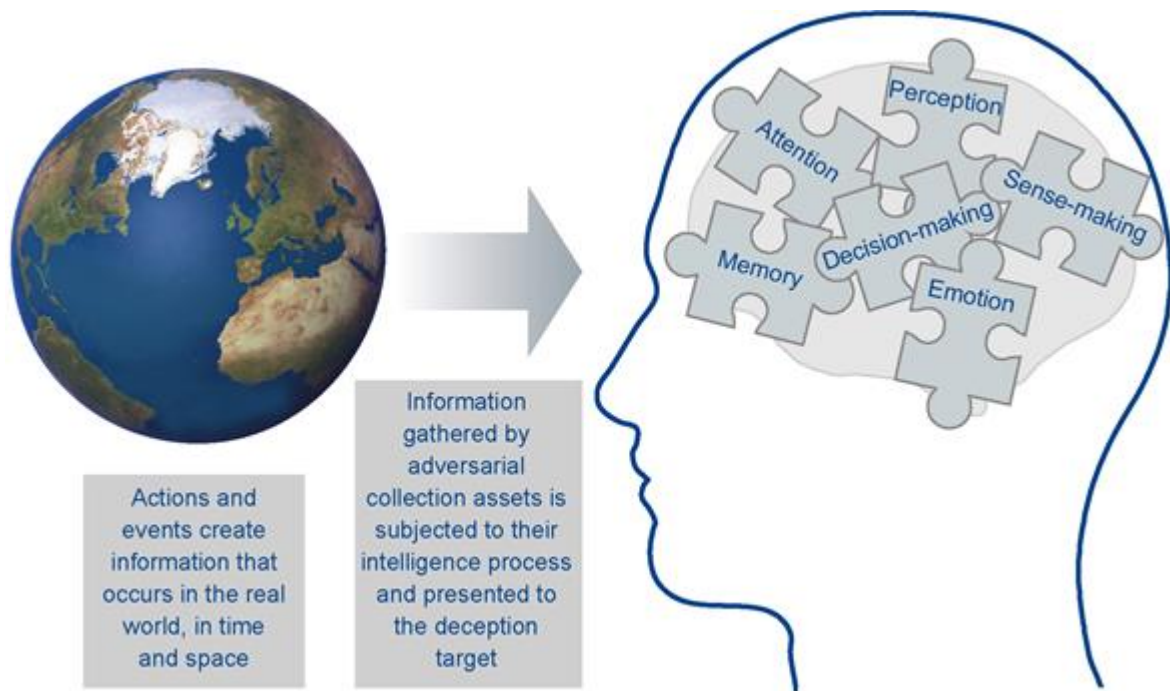 Perception
Attention
Sense-making
Decision-making
Memory
Emotion
Information
gathered by
adversarial
collection assets is
subjected to their
intelligence process
and presented to
the deception
target
Actions and
events create
information that
occurs in the real
world, in time
and space